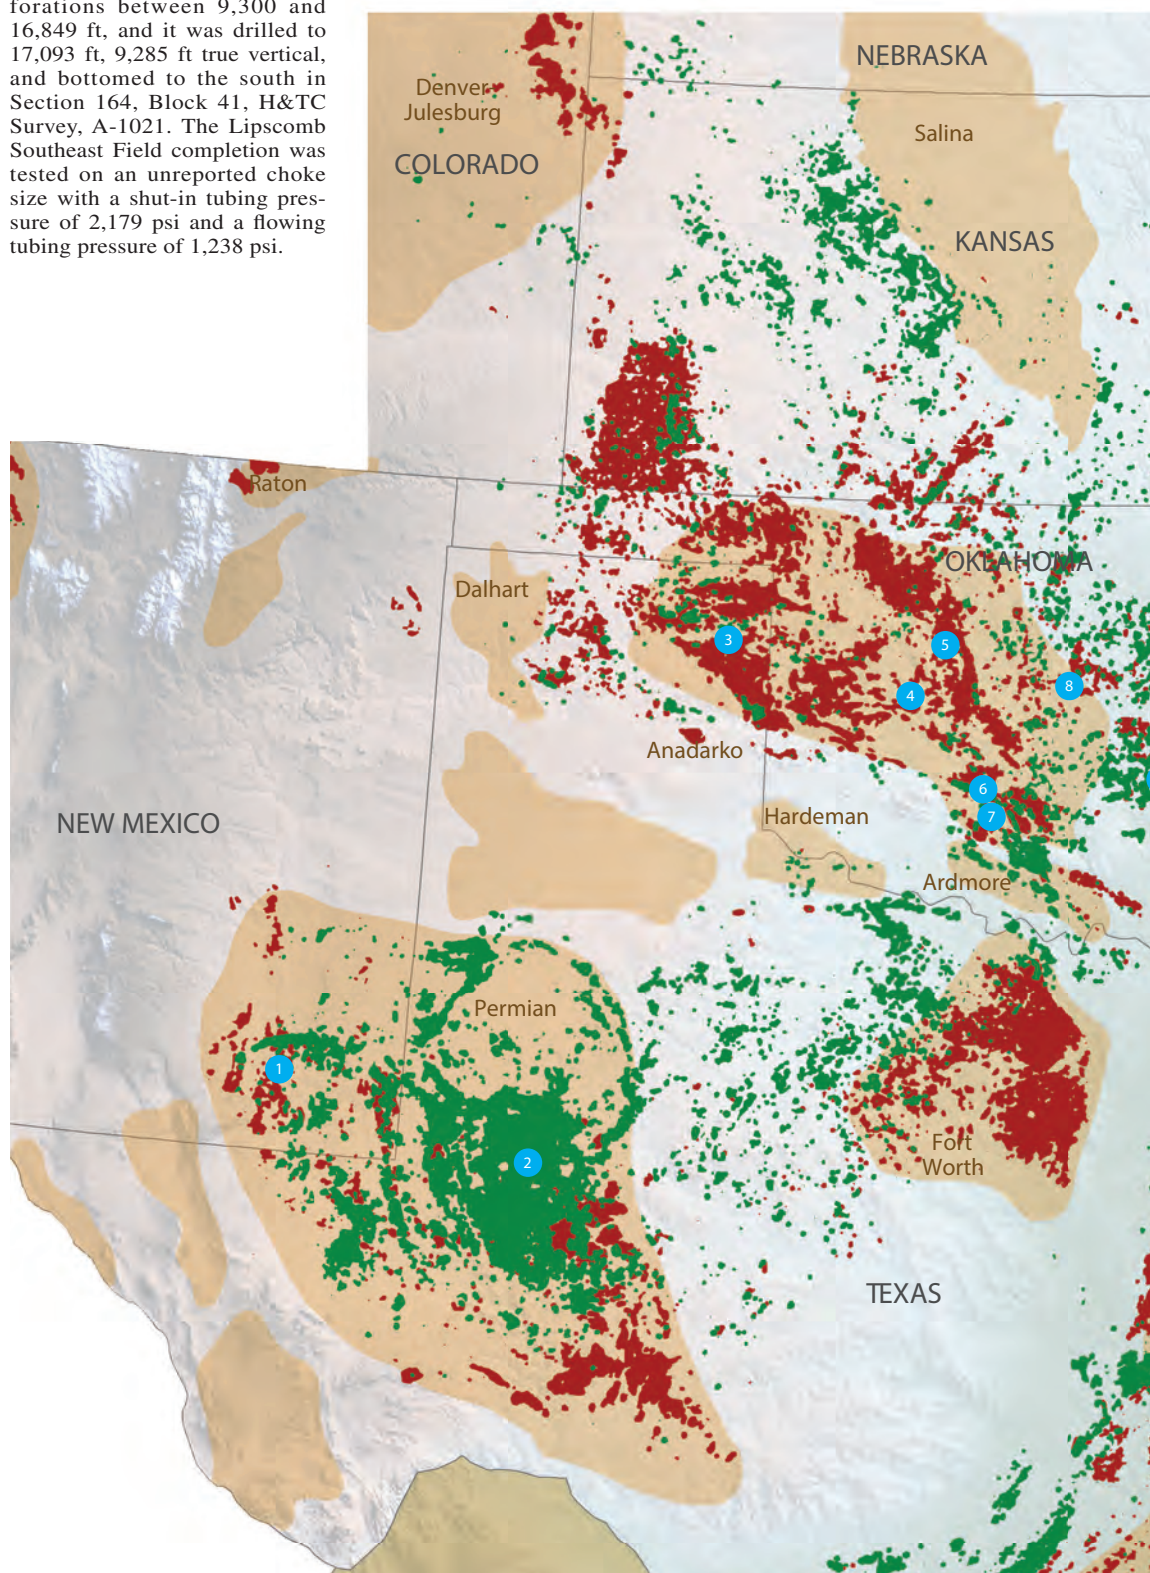 forations between 9,300 and
16,849 ft, and it was drilled to
17,093 ft, 9,285 ft true vertical,
and bottomed to the south in
Section 164, Block 41, H&TC
Survey, A-1021. The Lipscomb
Southeast Field completion was
tested on an unreported choke
size with a shut-in tubing pres-
sure of 2,179 psi and a flowing
tubing pressure of 1,238 psi.
NEBRASKA
Denver-
Julesburg
Salina
COLORADO
KANSAS
Raton
OKLAHOMA
Dalhart
3
5
4
8
Anadarko
6
7
Hardeman
NEW MEXICO
Ardmore
Permian
1
2
Fort
Worth
TEXAS